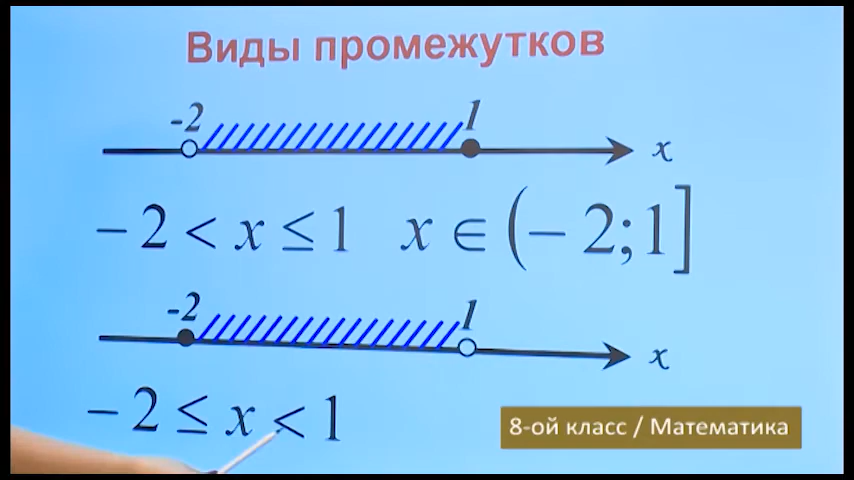 Виды промежутков
-2 1
x
− 2 < x ≤ 1 x ∈ (− 2; 1]
-2 1
x
− 2 ≤ x < 1
8-ой класс / Математика